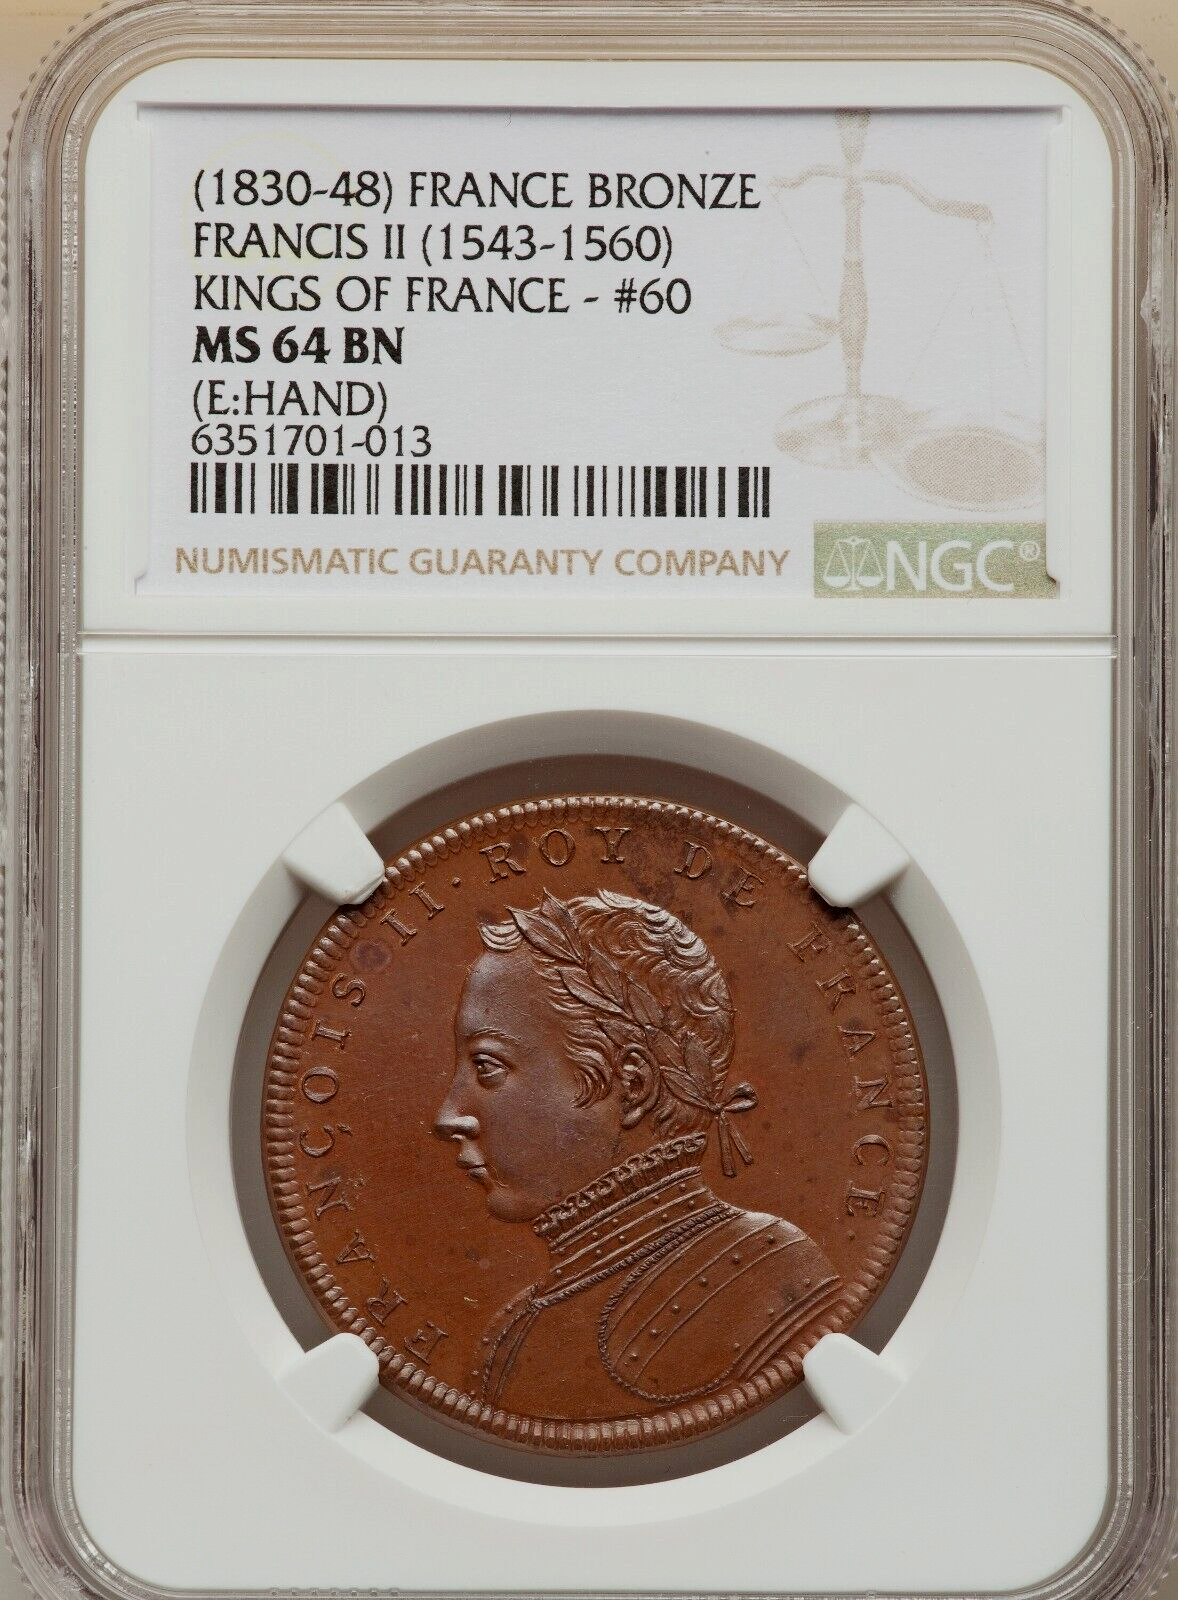 (1830-48) FRANCE BRONZE
FRANCIS II (1543-1560)
KINGS OF FRANCE - #60
MS 64 BN
(E:HAND)
6351701-013
NUMISMATIC GUARANTY COMPANY
NGC®
FRANÇOIS II. ROY DE FRANCE.